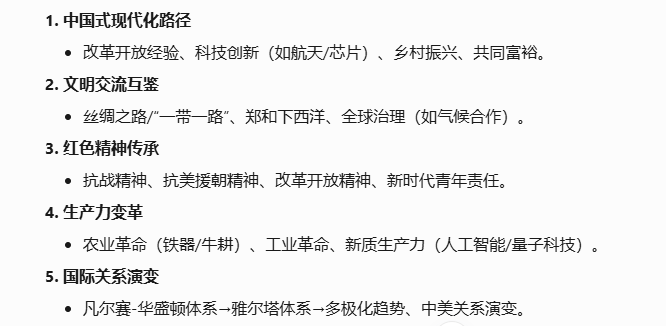 1. 中国式现代化路径
• 改革开放经验、科技创新（如航天/芯片）、乡村振兴、共同富裕。
2. 文明交流互鉴
• 丝绸之路/“一带一路”、郑和下西洋、全球治理（如气候合作）。
3. 红色精神传承
• 抗战精神、抗美援朝精神、改革开放精神、新时代青年责任。
4. 生产力变革
• 农业革命（铁器/牛耕）、工业革命、新质生产力（人工智能/量子科技）。
5. 国际关系演变
• 凡尔赛-华盛顿体系→雅尔塔体系→多极化趋势、中美关系演变。